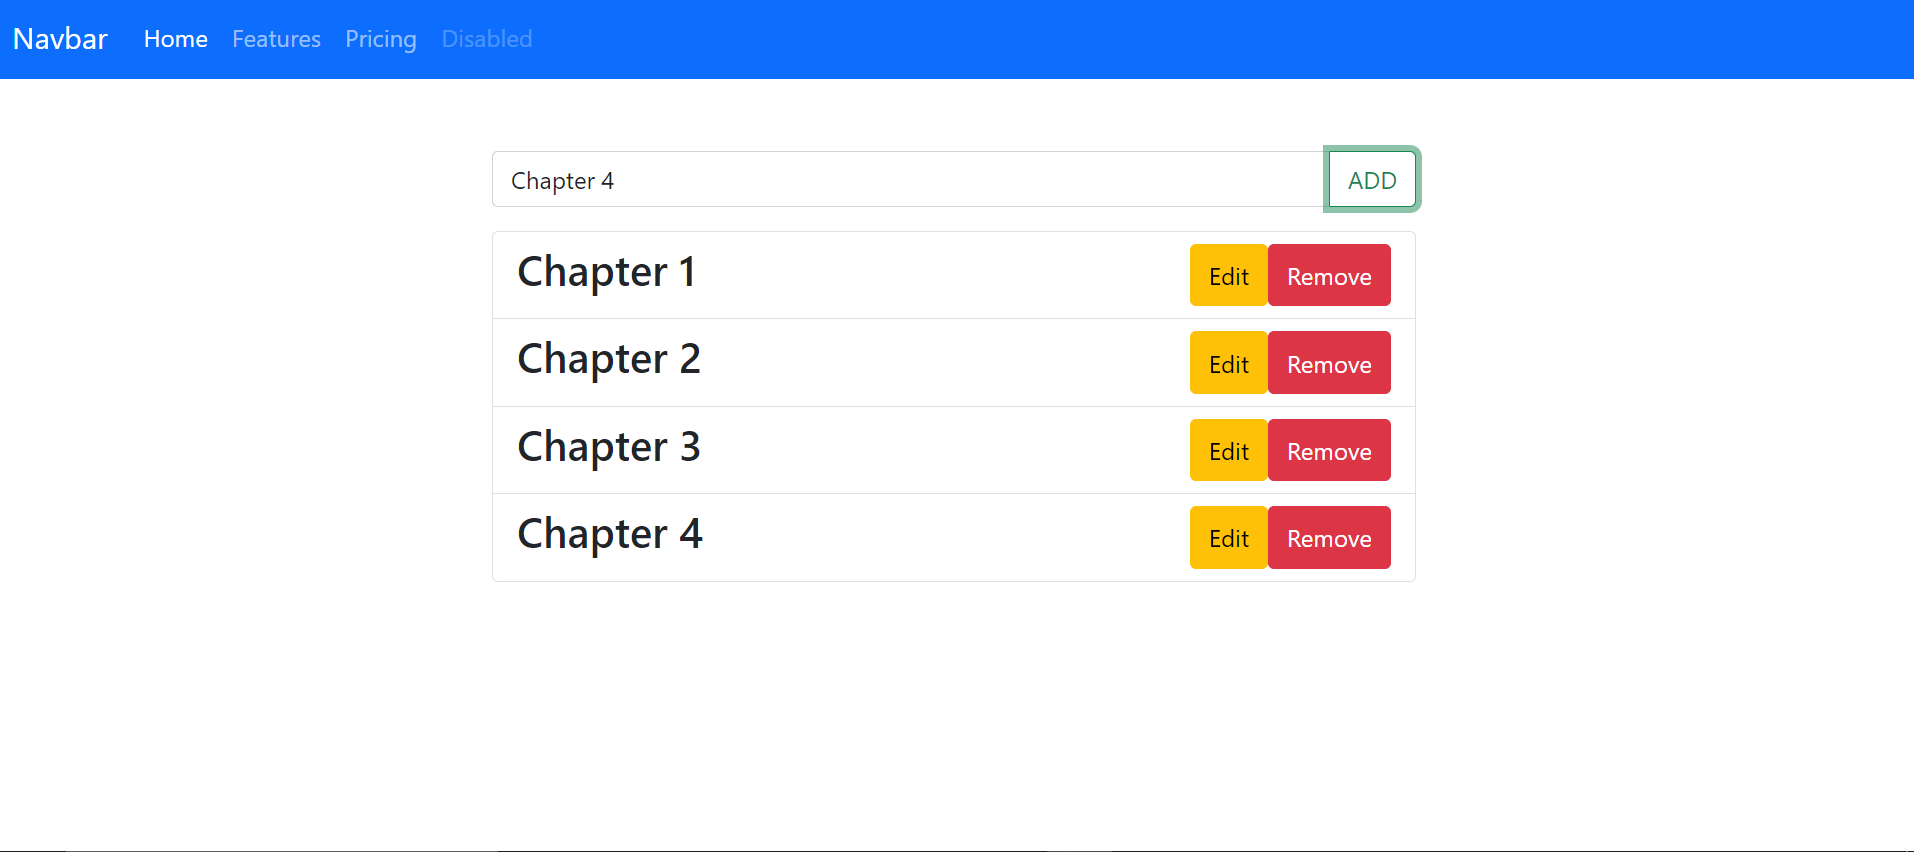 Navbar Home Features Pricing Disabled
Chapter 4 ADD
Chapter 1 Edit Remove
Chapter 2 Edit Remove
Chapter 3 Edit Remove
Chapter 4 Edit Remove